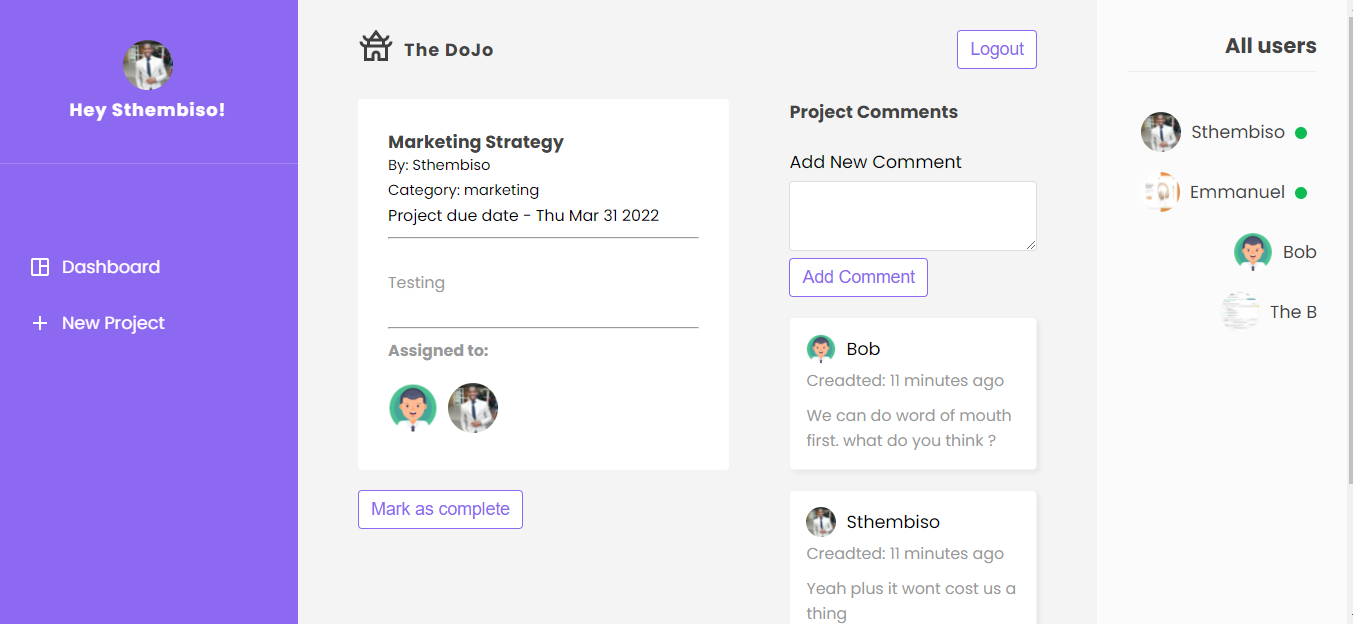 Hey Sthembiso!
Dashboard
New Project
The DoJo
Logout
Marketing Strategy
By: Sthembiso
Category: marketing
Project due date - Thu Mar 31 2022
Testing
Assigned to:
Mark as complete
Project Comments
Add New Comment
Add Comment
Bob
Creadted: 11 minutes ago
We can do word of mouth
first. what do you think ?
Sthembiso
Creadted: 11 minutes ago
Yeah plus it wont cost us a
thing
All users
Sthembiso
Emmanuel
Bob
The B